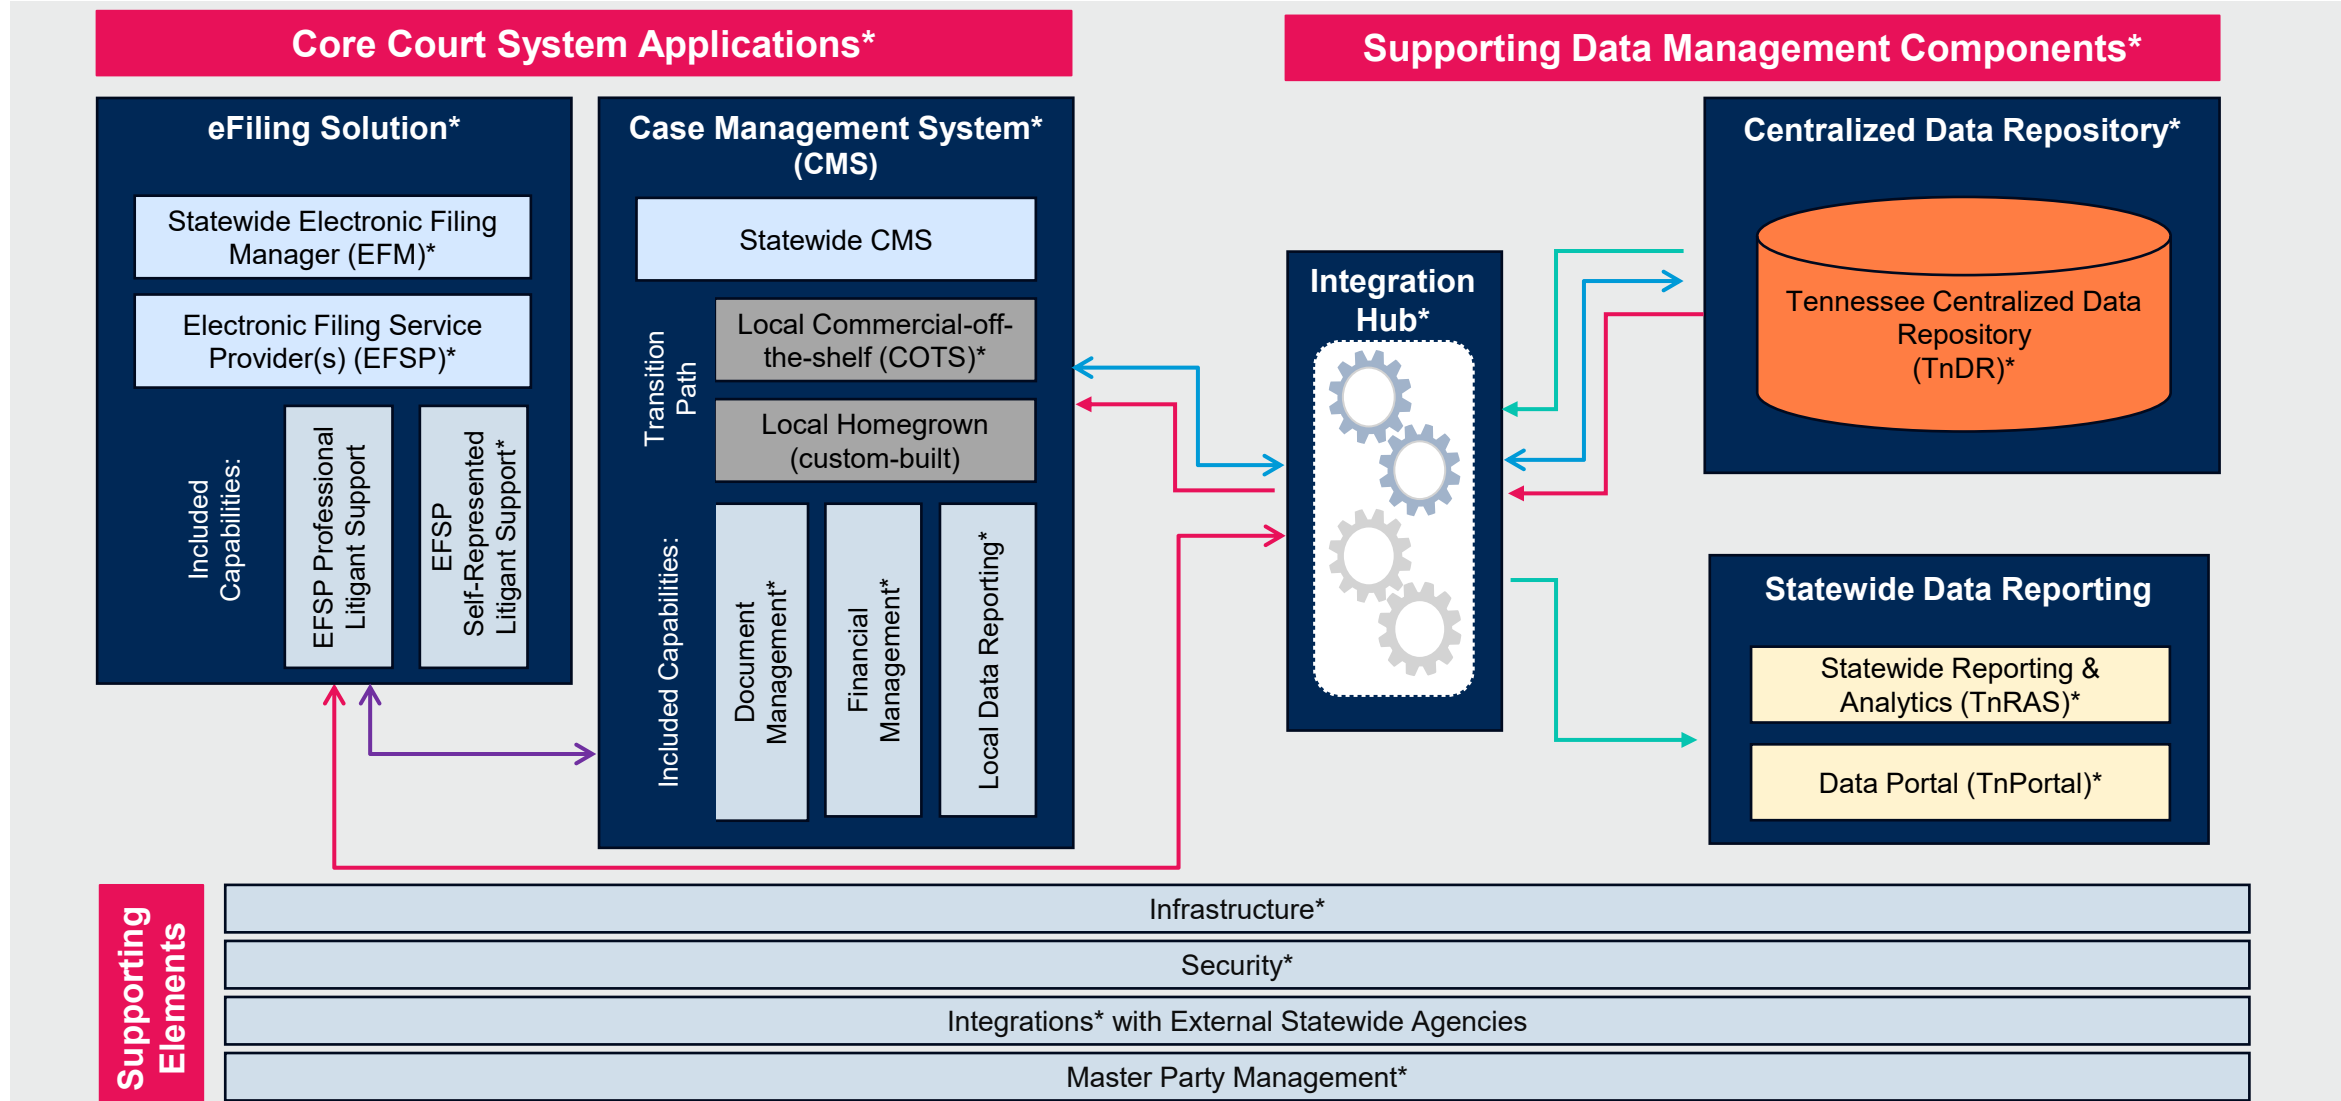 Core Court System Applications*
Supporting Data Management Components*
eFiling Solution*
Statewide Electronic Filing
Manager (EFM)*
Electronic Filing Service
Provider(s) (EFSP)*
Included
Capabilities:
EFSP Professional
Litigant Support
EFSP
Self-Represented
Litigant Support*
Case Management System*
(CMS)
Statewide CMS
Transition
Path
Local Commercial-off-
the-shelf (COTS)*
Local Homegrown
(custom-built)
Included Capabilities:
Document
Management*
Financial
Management*
Local Data Reporting*
Integration
Hub*
Centralized Data Repository*
Tennessee Centralized Data
Repository
(TnDR)*
Statewide Data Reporting
Statewide Reporting &
Analytics (TnRAS)*
Data Portal (TnPortal)*
Supporting
Elements
Infrastructure*
Security*
Integrations* with External Statewide Agencies
Master Party Management*